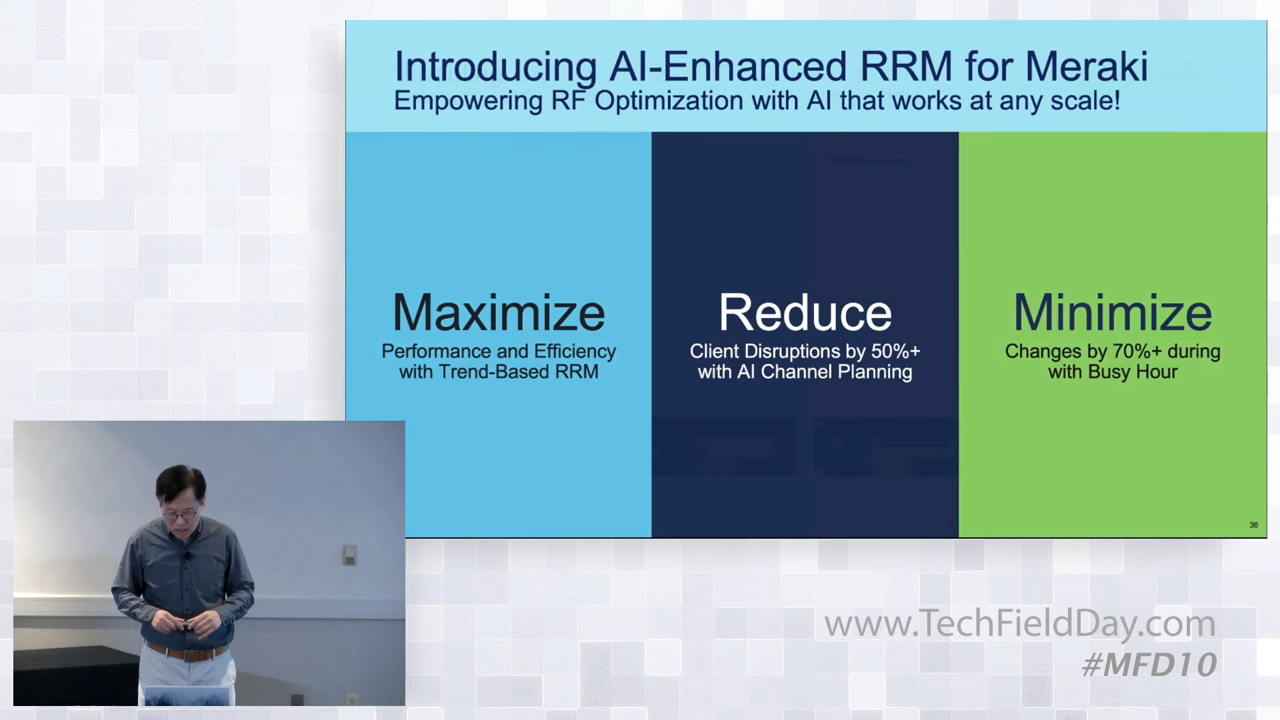 Introducing AI-Enhanced RRM for Meraki
Empowering RF Optimization with AI that works at any scale!
Maximize
Performance and Efficiency
with Trend-Based RRM
Reduce
Client Disruptions by 50%+
with AI Channel Planning
Minimize
Changes by 70%+ during
with Busy Hour
36
www.TechFieldDay.com
#MFD10